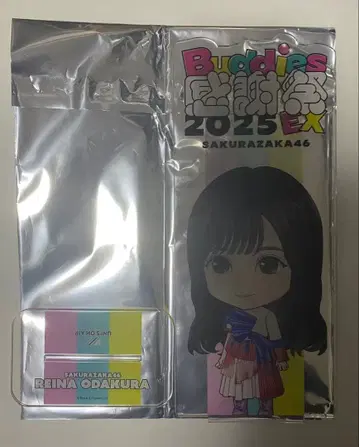 Buddies
感謝祭
2025 EX
SAKURAZAKA46
SAKURAZAKA46
REINA ODAKURA